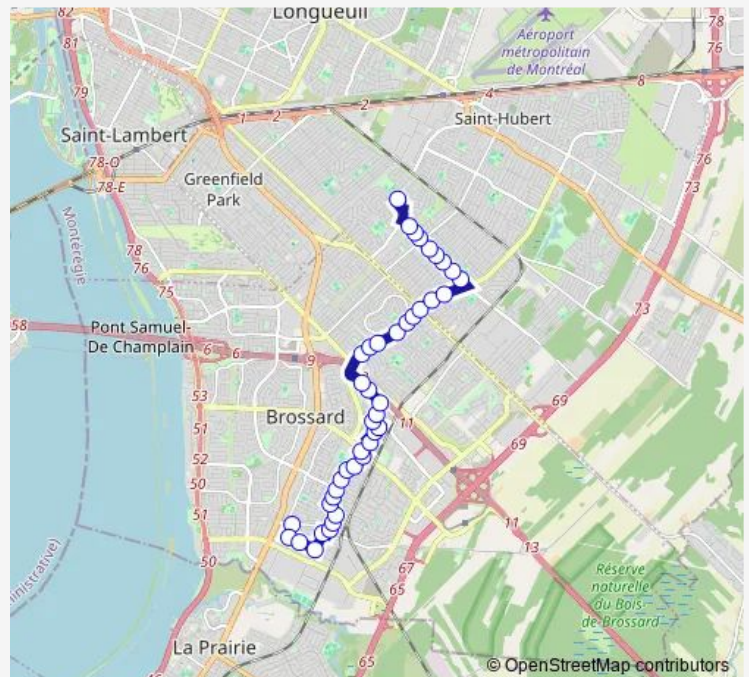 Longueuil
82
81
78
76
Aéroport
métropolitain
de Montréal
79
1
2
2
4
8
Saint-Hubert
Saint-Lambert
78-O
78-E
76
Greenfield
Park
73
Montérégie
78
76
75
73
58
Pont Samuel-
De Champlain
6
6
9
53
Brossard
11
69
52
50
69
51
11
13
50
67
65
Réserve
naturelle
du Bois-
de-Brossard
inistrative)
La Prairie
65
© OpenStreetMap contributors